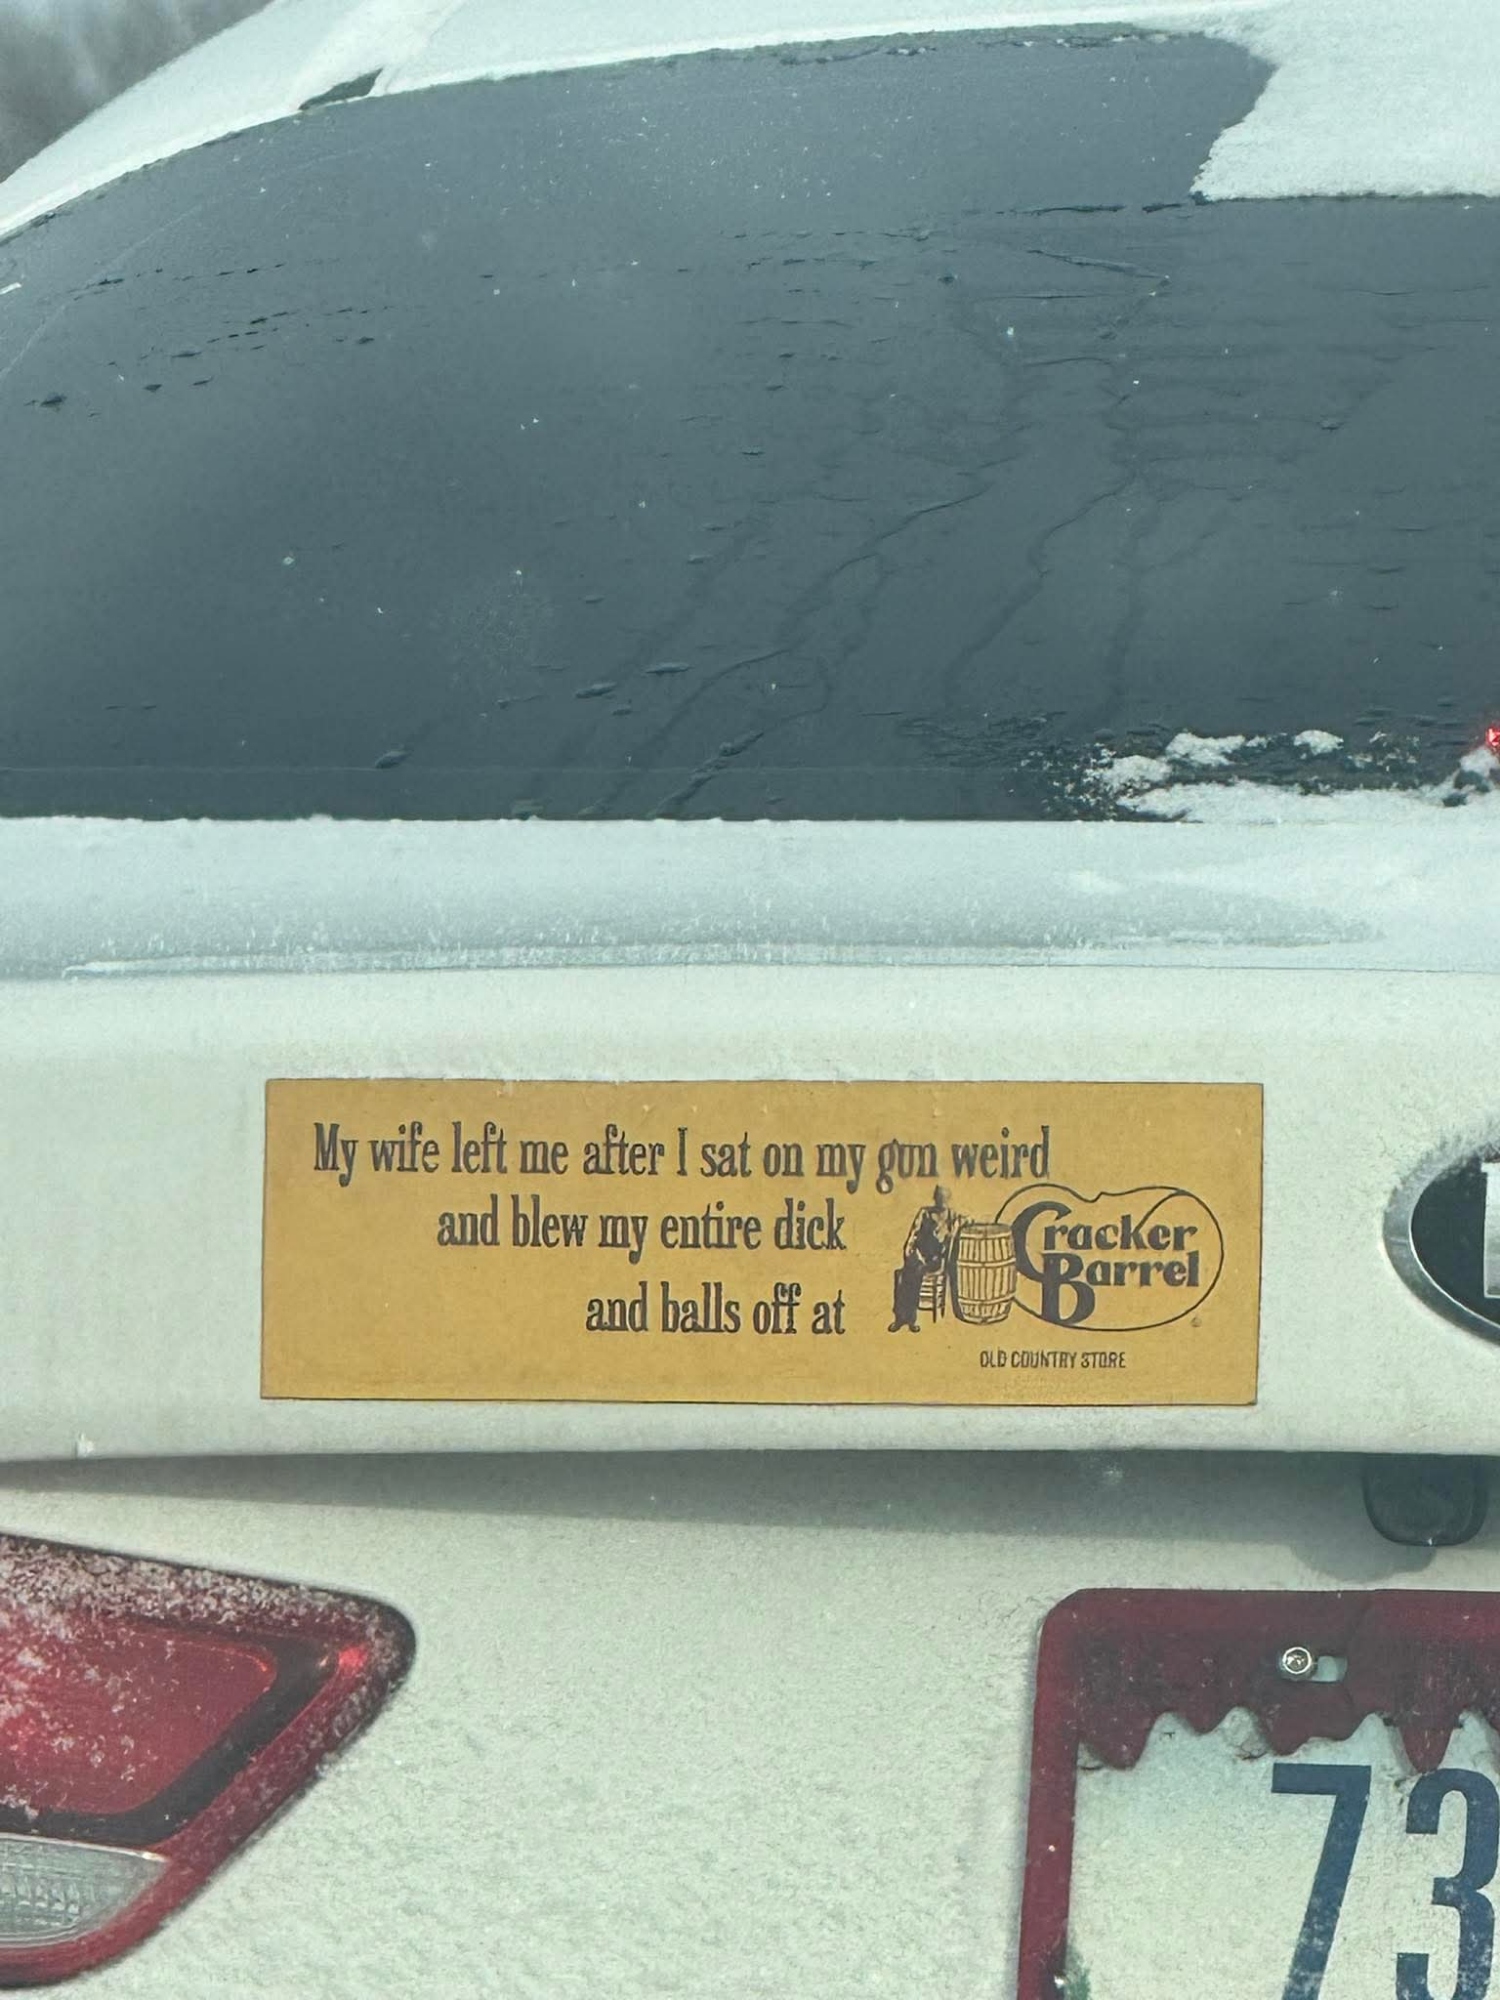 My wife left me after I sat on my gun weird
and blew my entire dick
and balls off at
Cracker
Barrel
OLD COUNTRY STORE
73